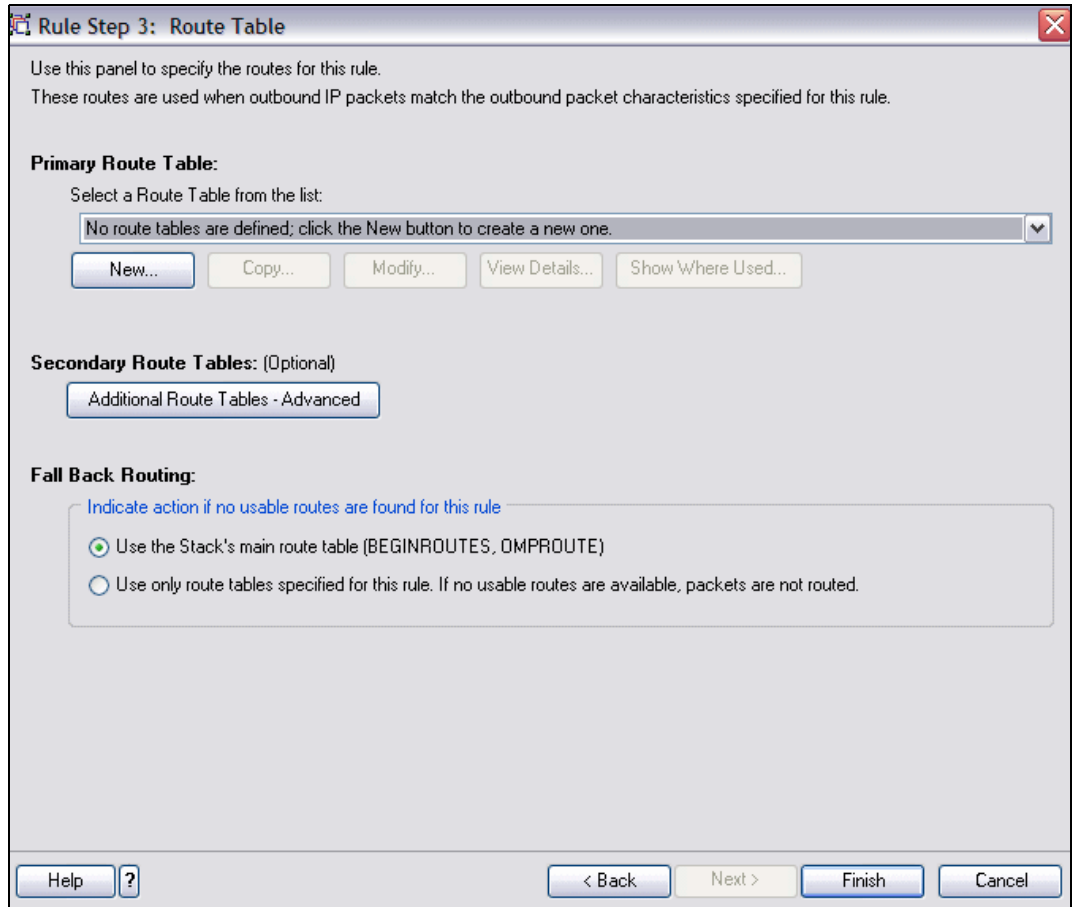 Rule Step 3: Route Table
Use this panel to specify the routes for this rule.
These routes are used when outbound IP packets match the outbound packet characteristics specified for this rule.
Primary Route Table:
Select a Route Table from the list:
No route tables are defined; click the New button to create a new one.
New... Copy... Modify... View Details... Show Where Used...
Secondary Route Tables: (Optional)
Additional Route Tables - Advanced
Fall Back Routing:
Indicate action if no usable routes are found for this rule
Use the Stack's main route table (BEGINROUTES, OMPROUTE)
Use only route tables specified for this rule. If no usable routes are available, packets are not routed.
Help ? < Back Next > Finish Cancel